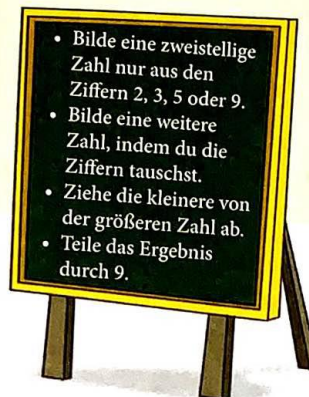 • Bilde eine zweistellige
Zahl nur aus den
Ziffern 2, 3, 5 oder 9.
• Bilde eine weitere
Zahl, indem du die
Ziffern tauschst.
• Ziehe die kleinere von
der größeren Zahl ab.
• Teile das Ergebnis
durch 9.